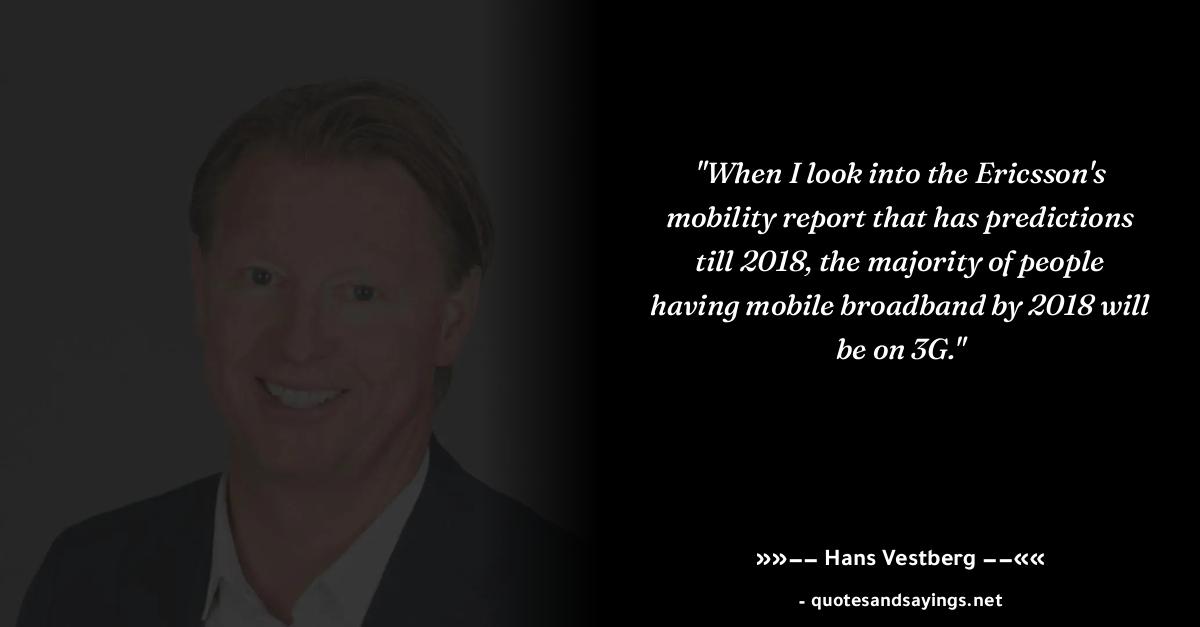 "When I look into the Ericsson's
mobility report that has predictions
till 2018, the majority of people
having mobile broadband by 2018 will
be on 3G."
»»–– Hans Vestberg ––««
- quotesandsayings.net